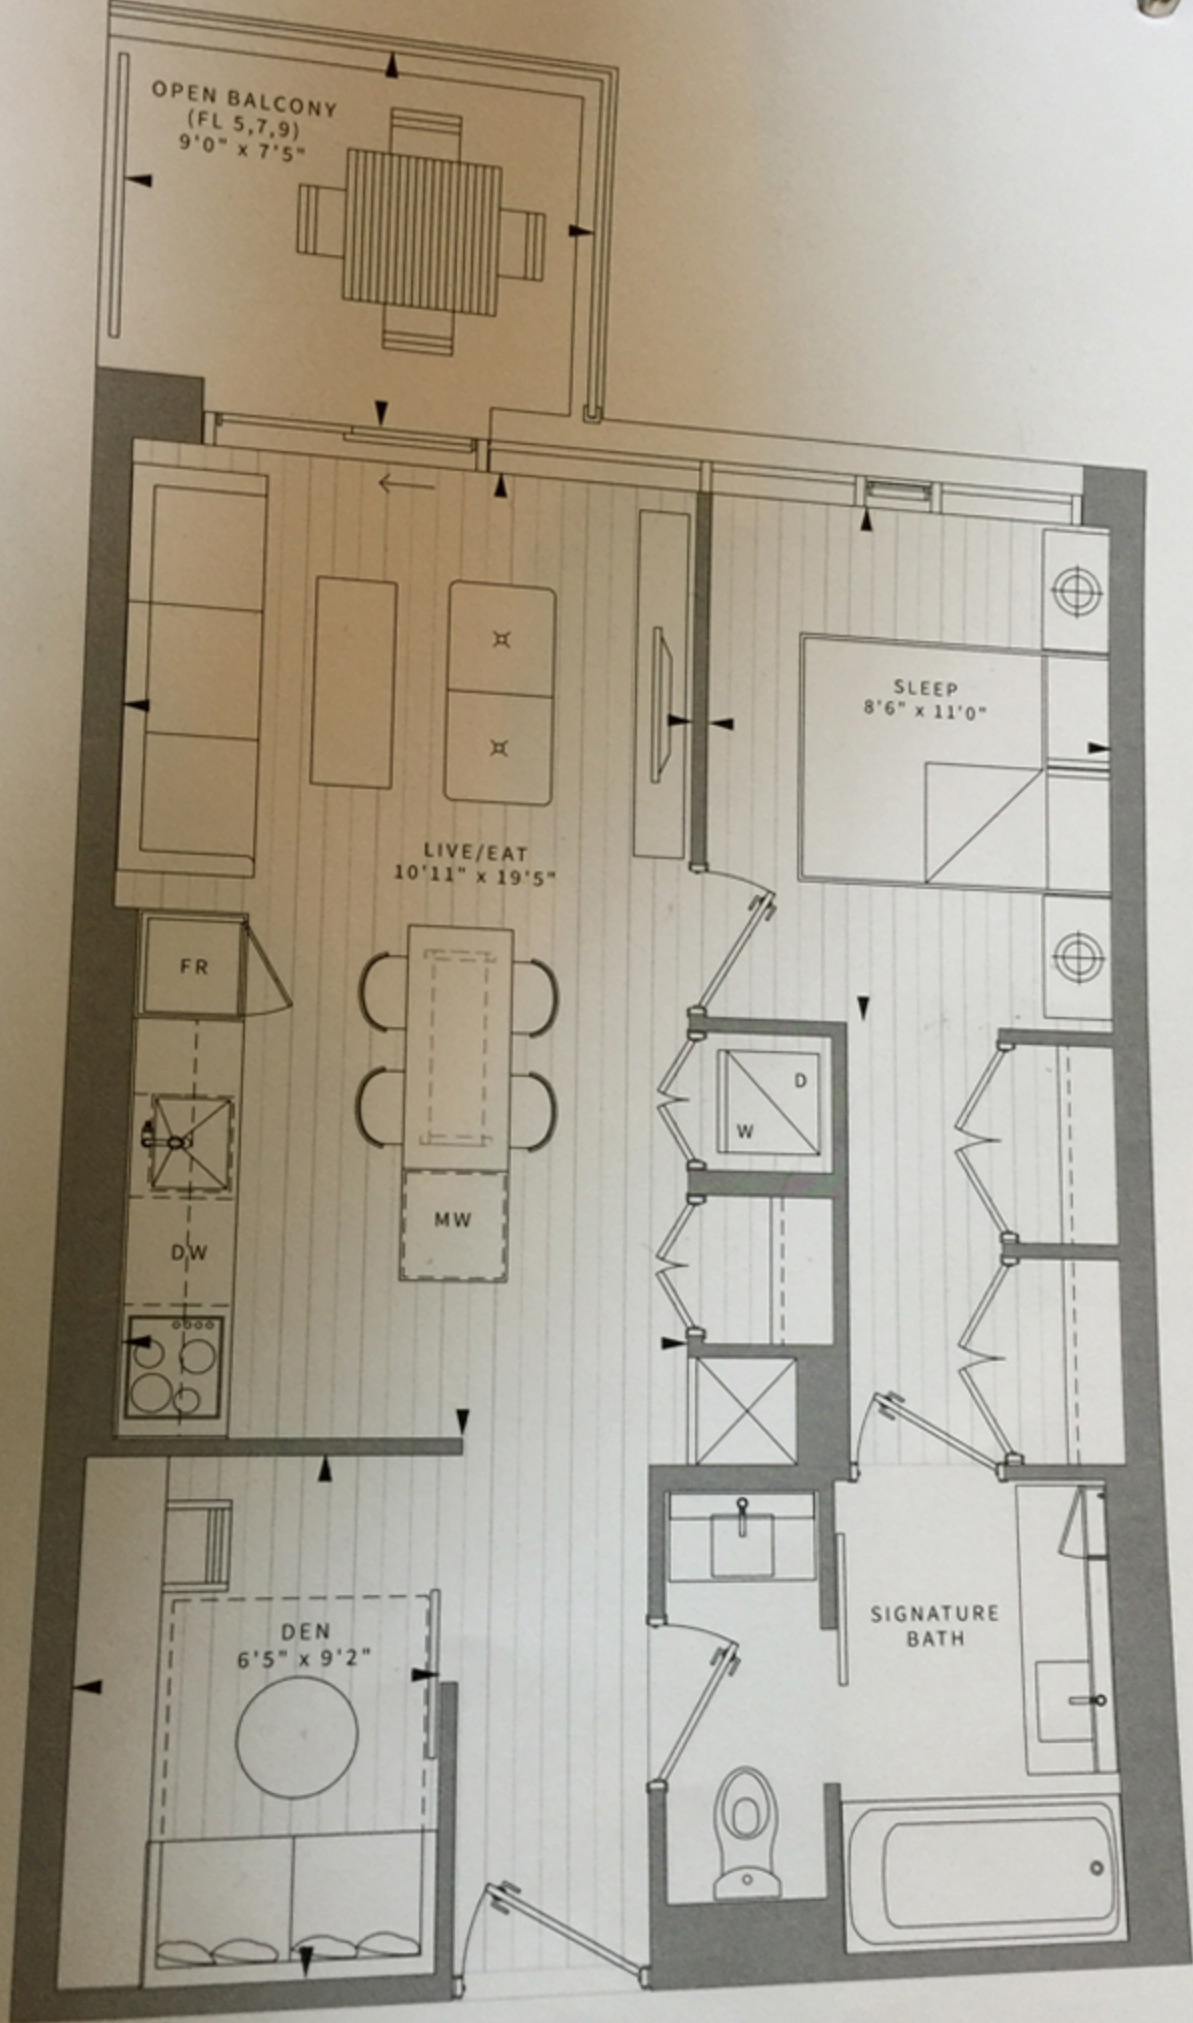 OPEN BALCONY
(FL 5,7,9)
9'0" x 7'5"
SLEEP
8'6" x 11'0"
LIVE/EAT
10'11" x 19'5"
FR
D
W
MW
DW
DEN
6'5" x 9'2"
SIGNATURE
BATH